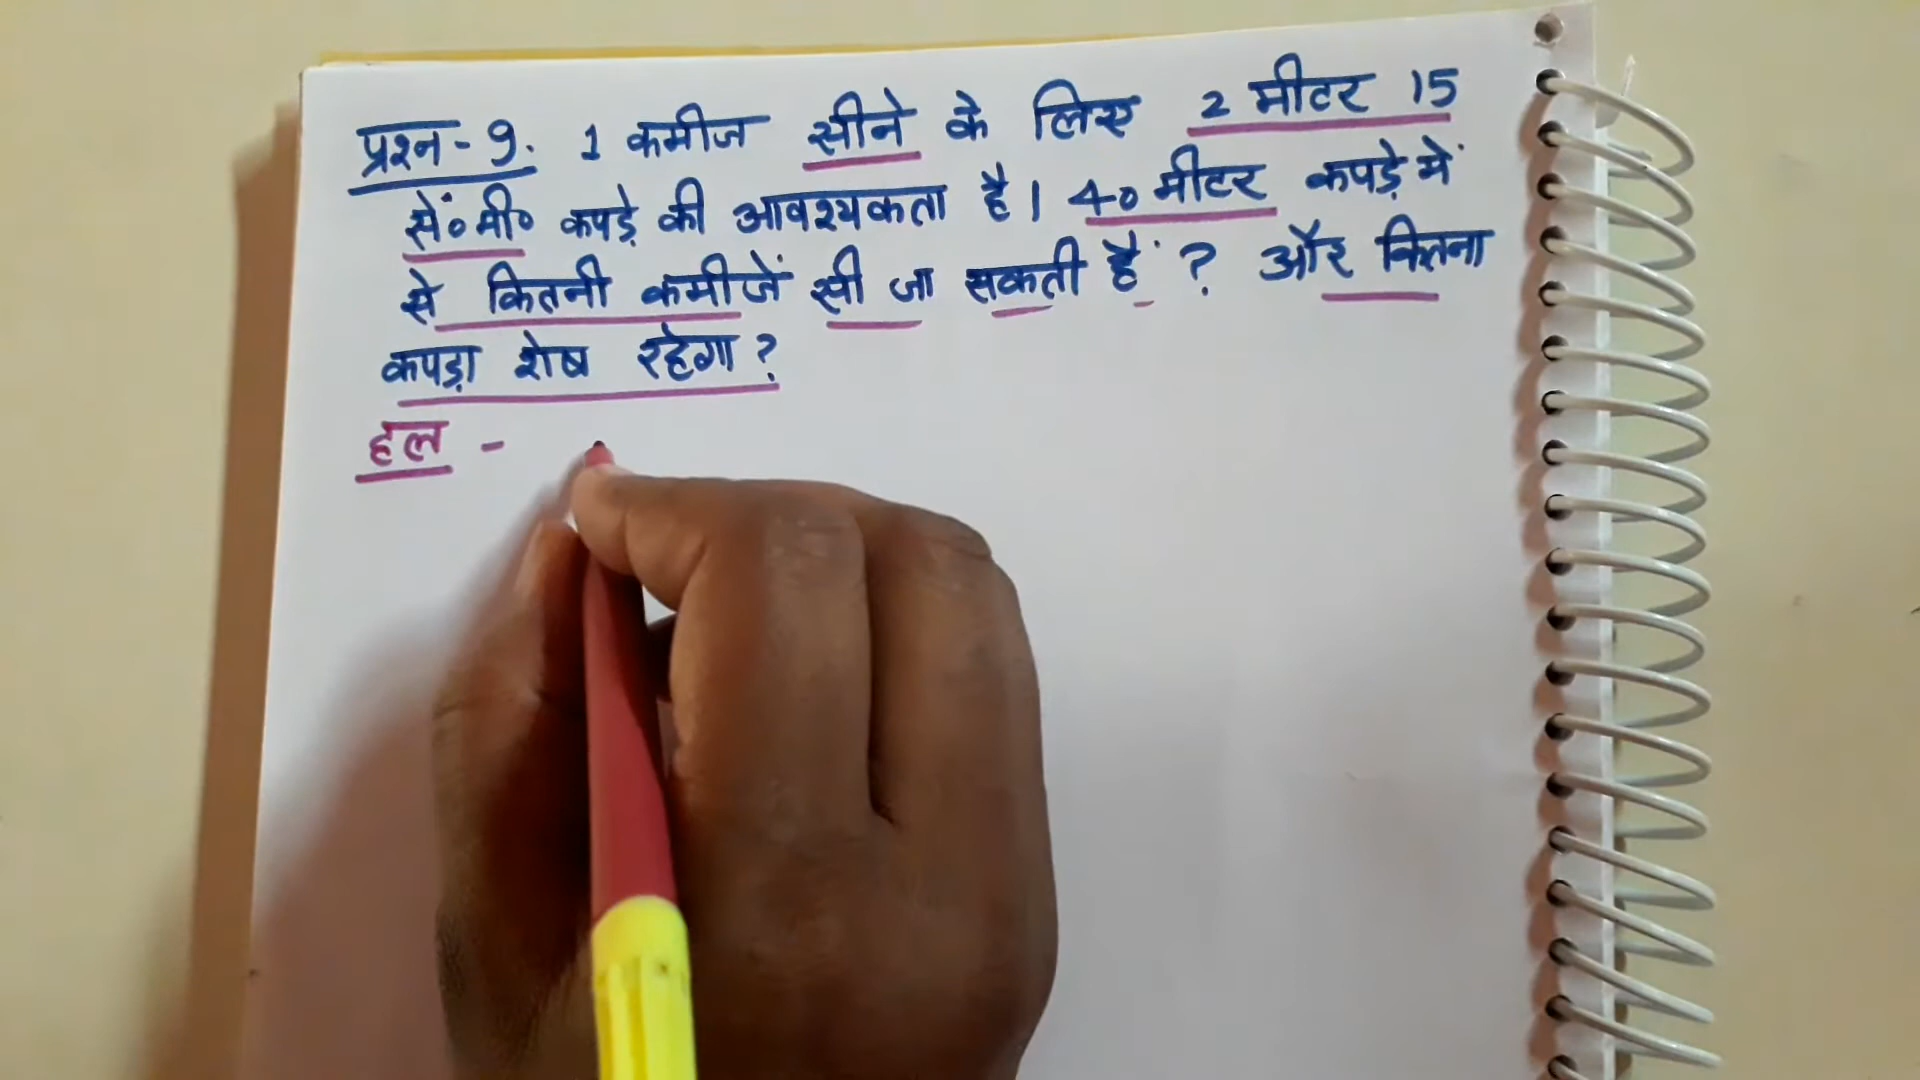 प्रश्न-9. 1 कमीज सीने के लिए 2 मीटर 15
सें०मी० कपड़े की आवश्यकता है। 40 मीटर कपड़े में
से कितनी कमीजें सी जा सकती हैं ? और कितना
कपड़ा शेष रहेगा?
हल -